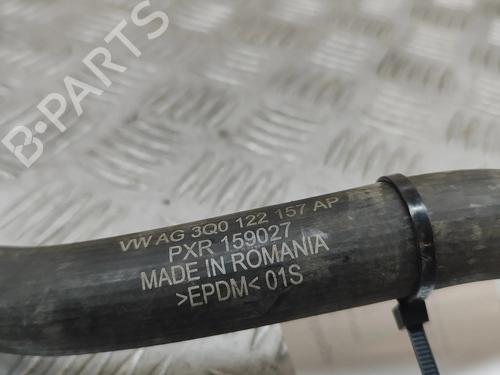 B-PARTS
VW AG 3Q0 122 157 AP
PXR 159027
MADE IN ROMANIA
>EPDM< 01S